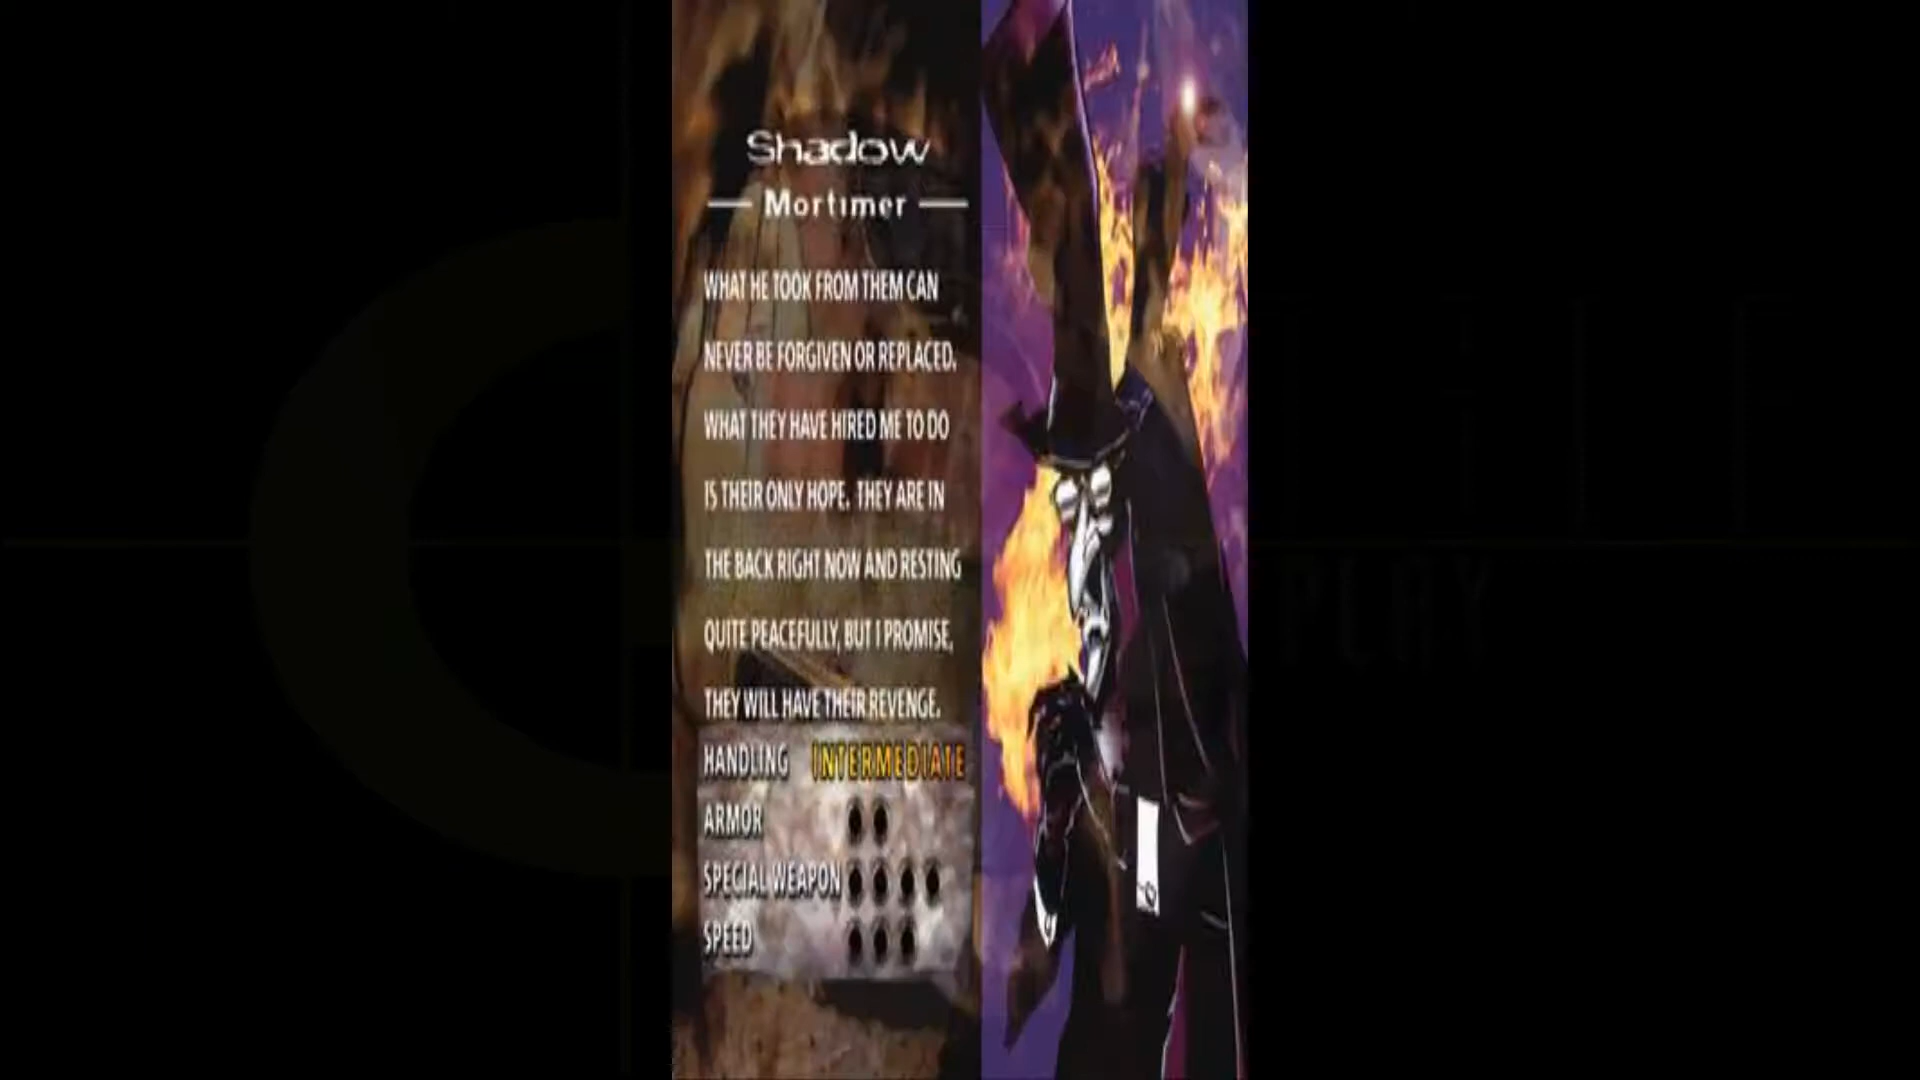 Shadow
Mortimer
WHAT HE TOOK FROM THEM CAN
NEVER BE FORGIVEN OR REPLACED.
WHAT THEY HAVE HIRED ME TO DO
IS THEIR ONLY HOPE. THEY ARE IN
THE BACK RIGHT NOW AND RESTING
QUITE PEACEFULLY, BUT I PROMISE,
THEY WILL HAVE THEIR REVENGE.
HANDLING INTERMEDIATE
ARMOR
SPECIAL WEAPON
SPEED
PLAY